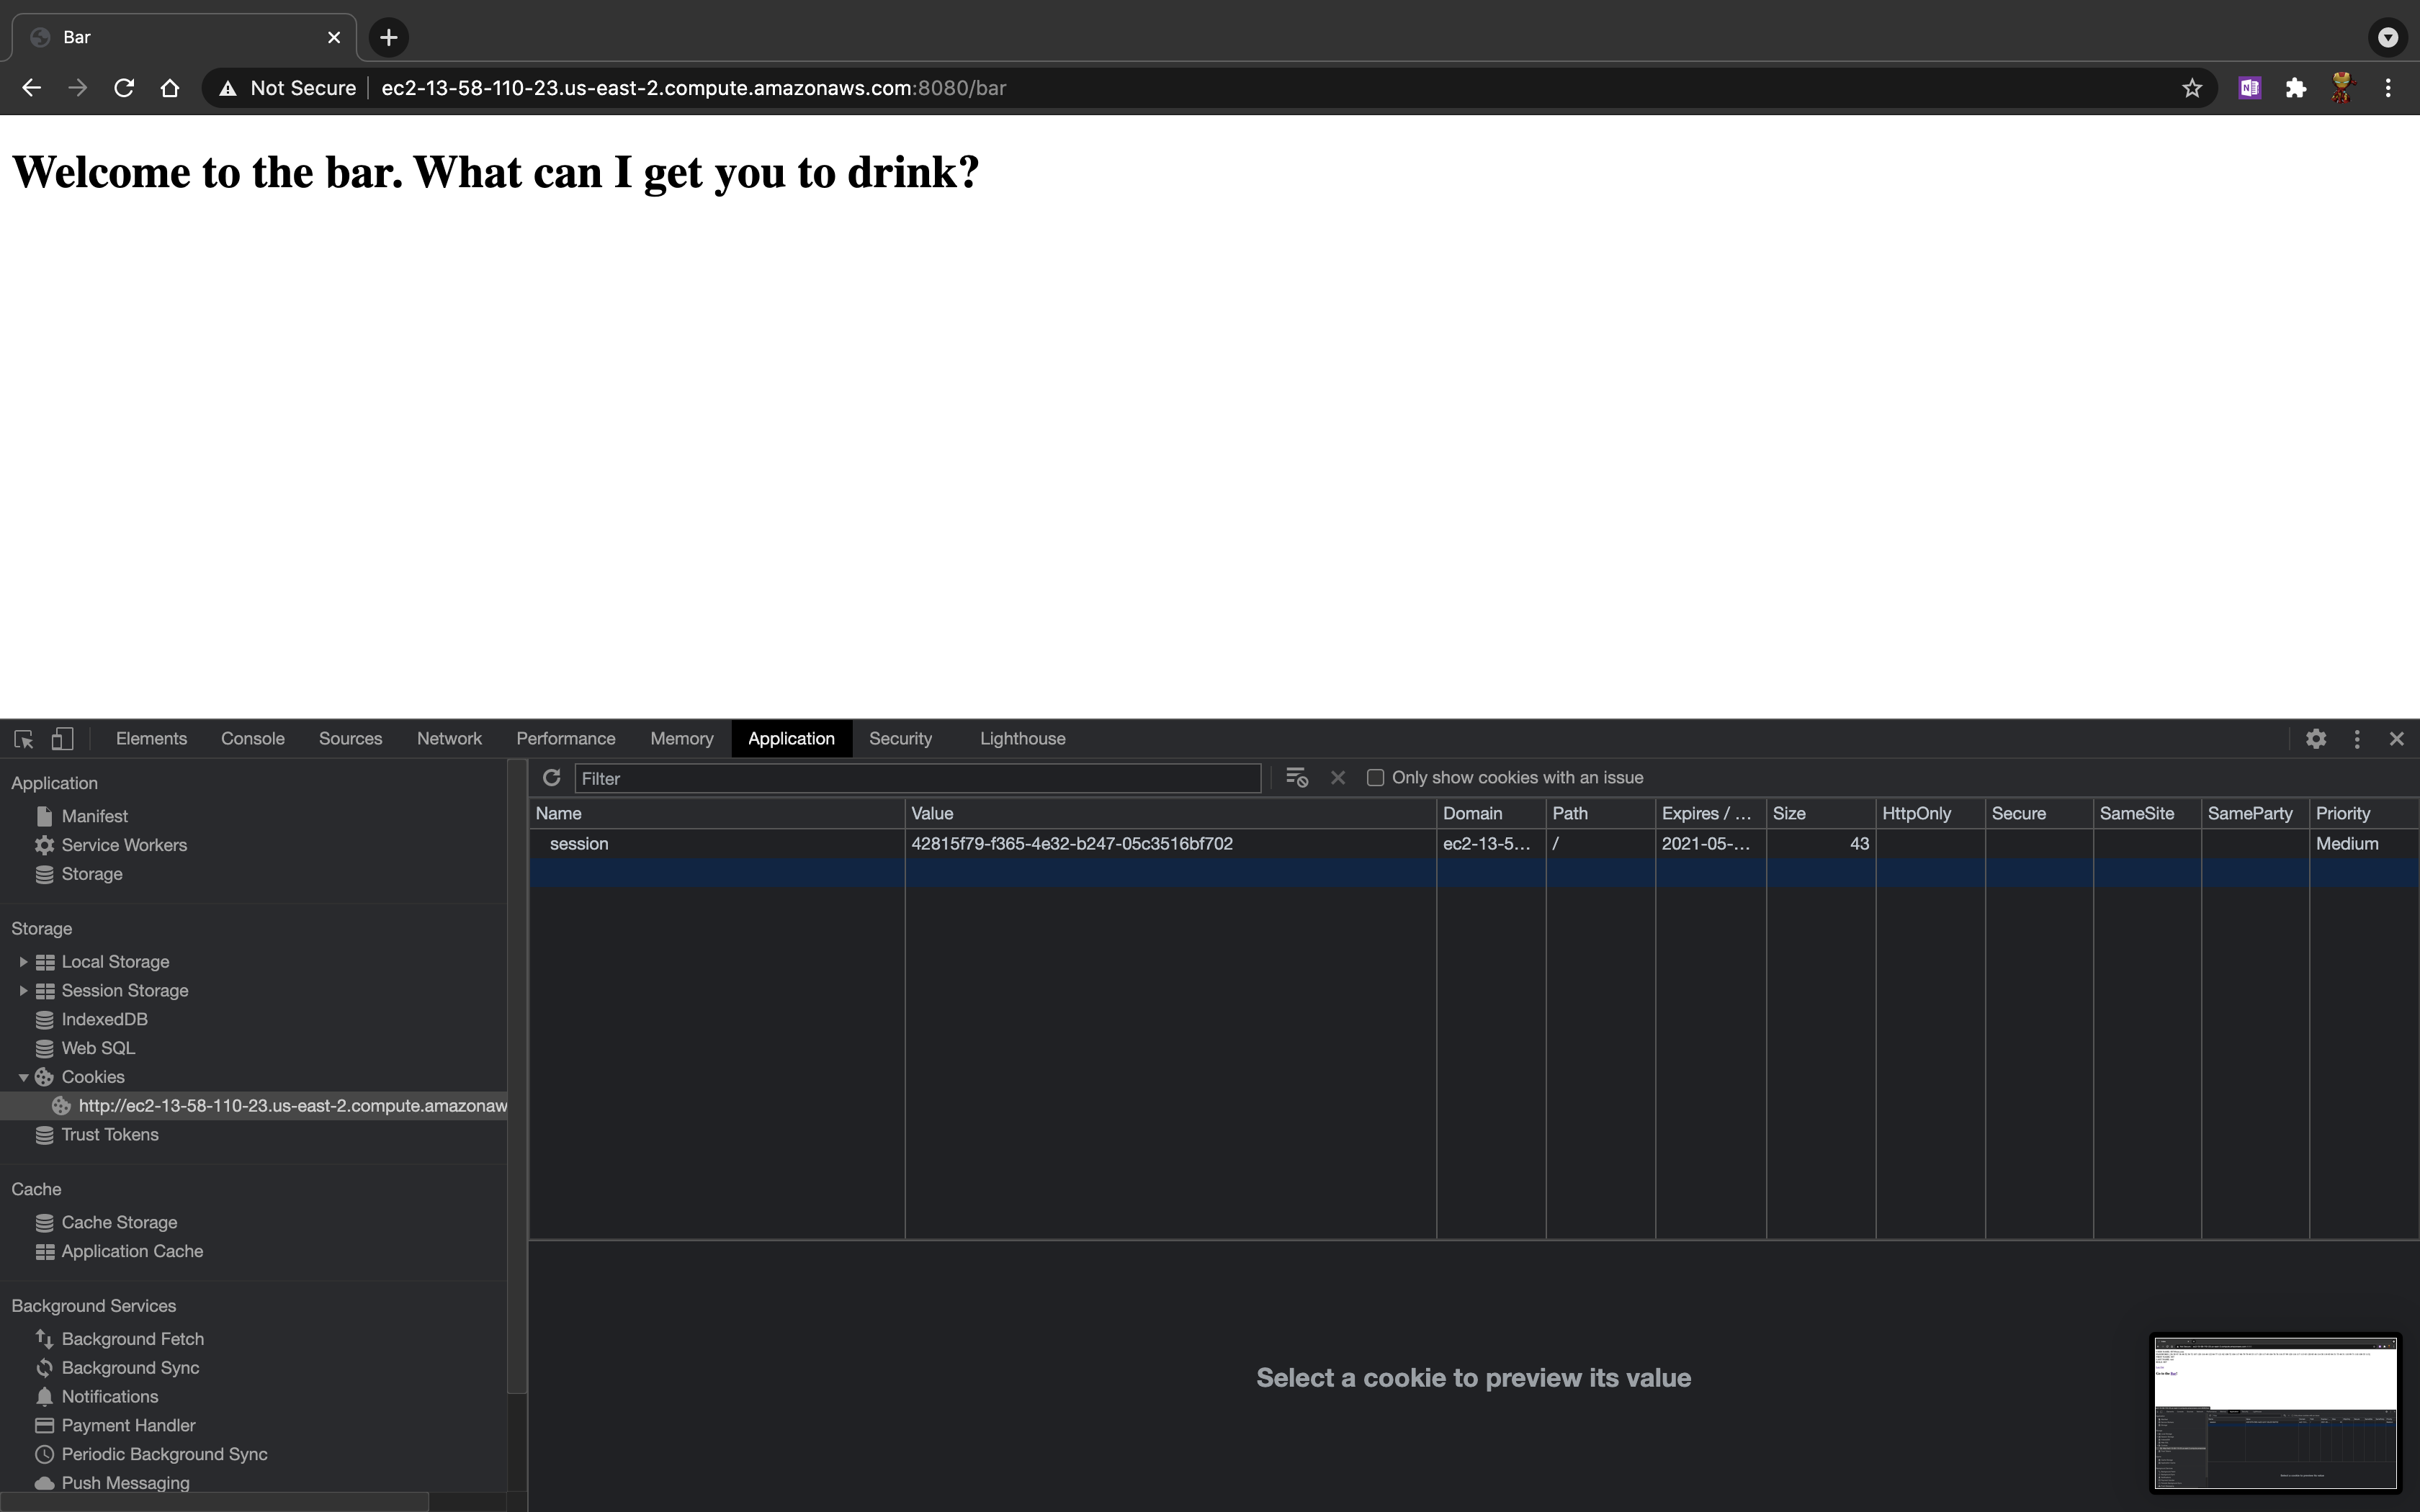 Bar
Not Secure
ec2-13-58-110-23.us-east-2.compute.amazonaws.com:8080/bar
Welcome to the bar. What can I get you to drink?
Elements Console Sources Network Performance Memory Application Security Lighthouse
Application
Manifest
Service Workers
Storage
Storage
Local Storage
Session Storage
IndexedDB
Web SQL
Cookies
http://ec2-13-58-110-23.us-east-2.compute.amazonaw
Trust Tokens
Cache
Cache Storage
Application Cache
Background Services
Background Fetch
Background Sync
Notifications
Payment Handler
Periodic Background Sync
Push Messaging
Filter
Only show cookies with an issue
Name Value Domain Path Expires / ... Size HttpOnly Secure SameSite SameParty Priority
session 42815f79-f365-4e32-b247-05c3516bf702 ec2-13-5... / 2021-05-... 43 Medium
Select a cookie to preview its value